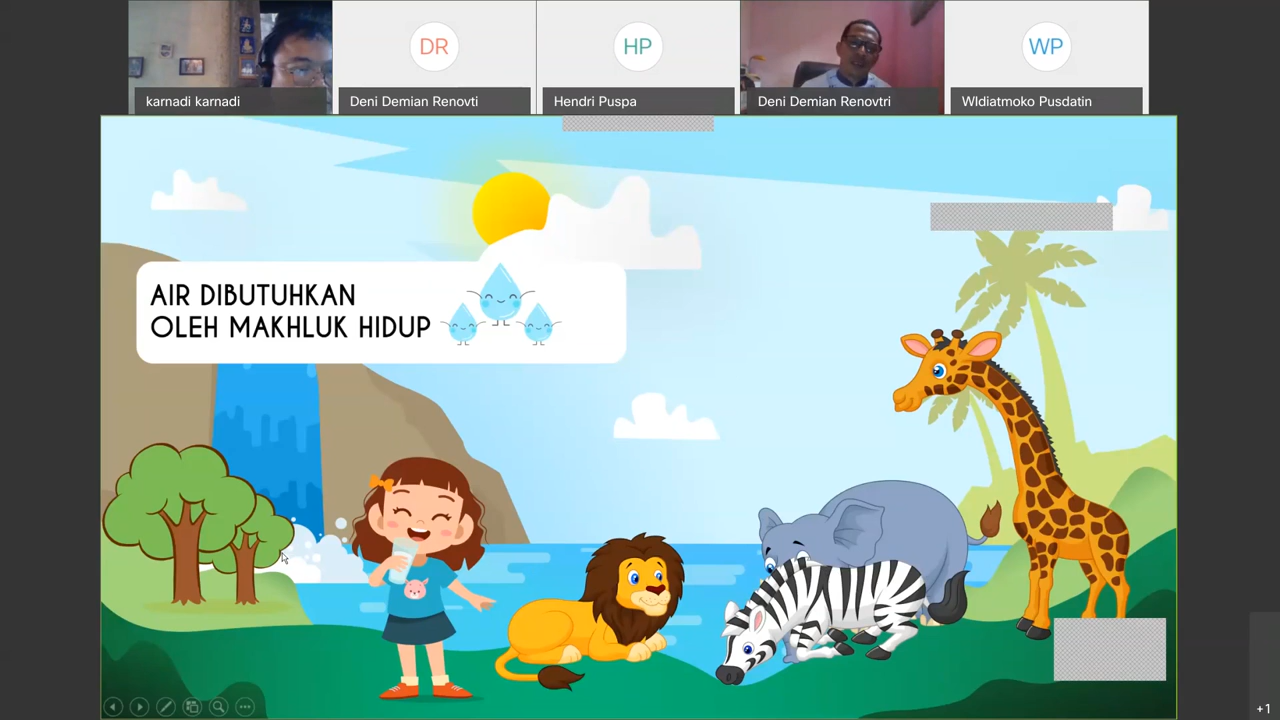 DR
HP
WP
karnadi karnadi
Deni Demian Renovti
Hendri Puspa
Deni Demian Renovtri
WIdiatmoko Pusdatin
AIR DIBUTUHKAN
OLEH MAKHLUK HIDUP
+1